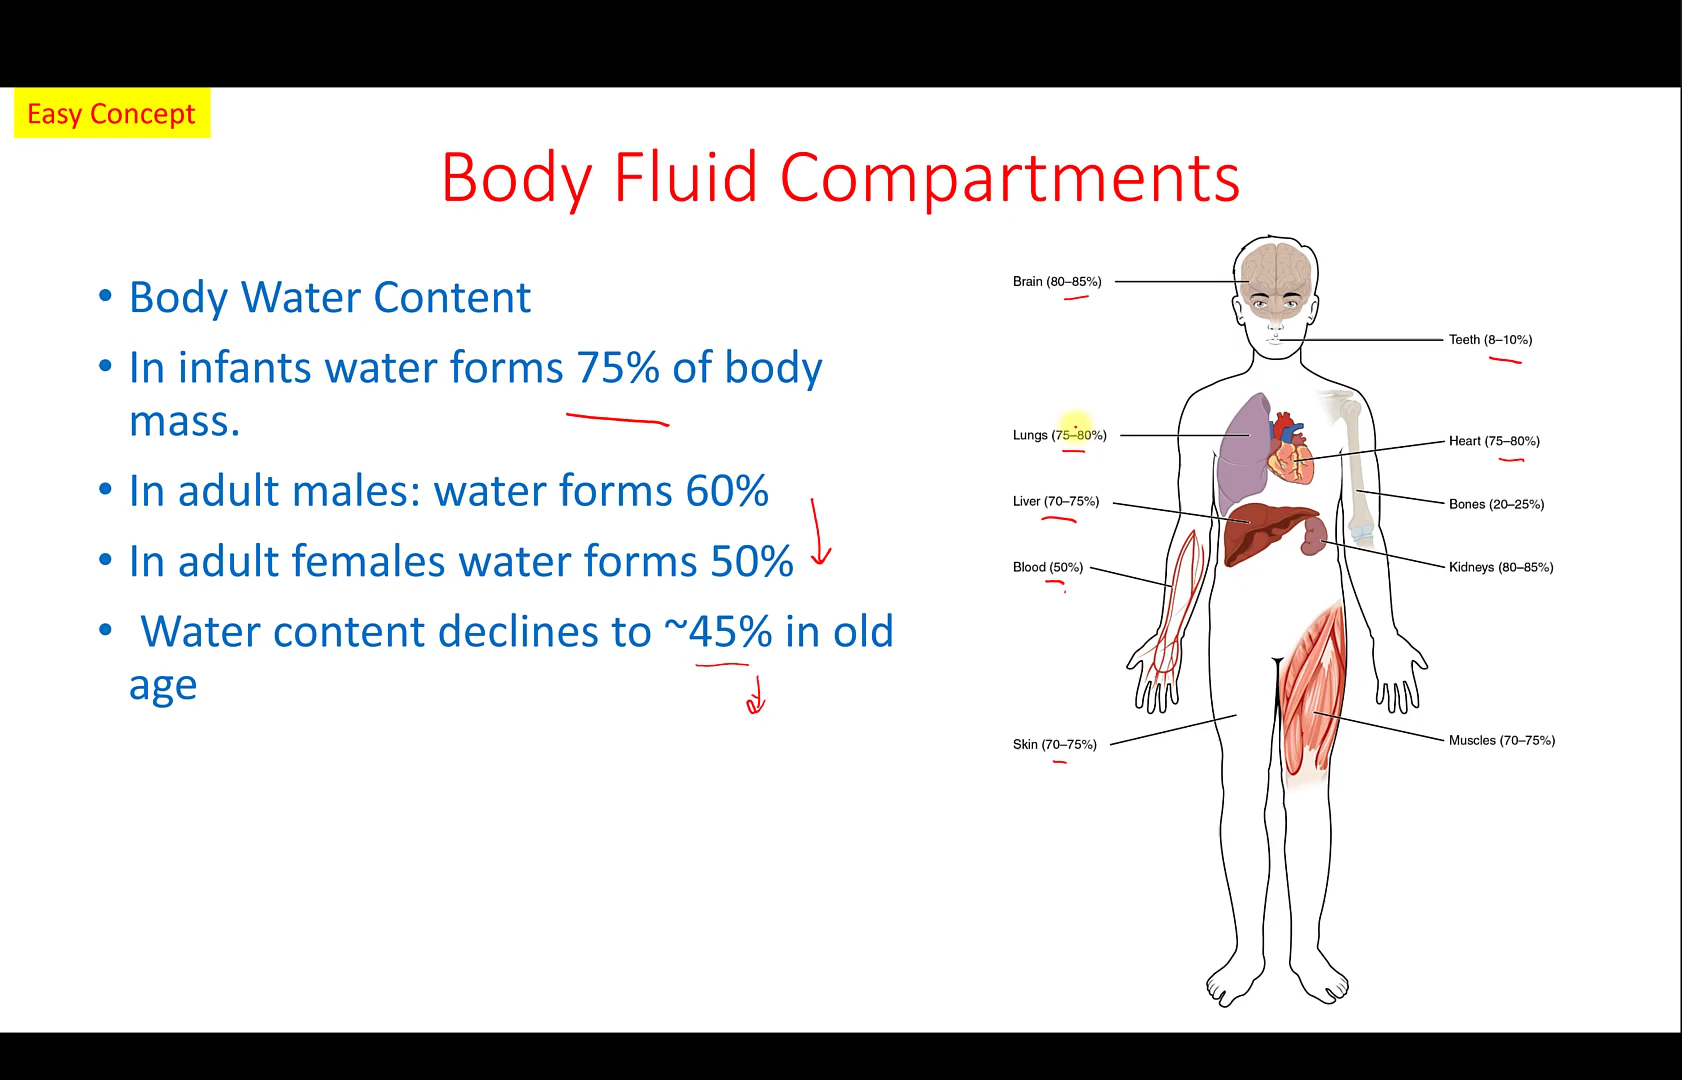 Easy Concept
Body Fluid Compartments
• Body Water Content
• In infants water forms 75% of body
mass.
• In adult males: water forms 60%
• In adult females water forms 50%
• Water content declines to ~45% in old
age
Brain (80–85%)
Teeth (8–10%)
Lungs (75–80%)
Heart (75–80%)
Liver (70–75%)
Bones (20–25%)
Blood (50%)
Kidneys (80–85%)
Skin (70–75%)
Muscles (70–75%)